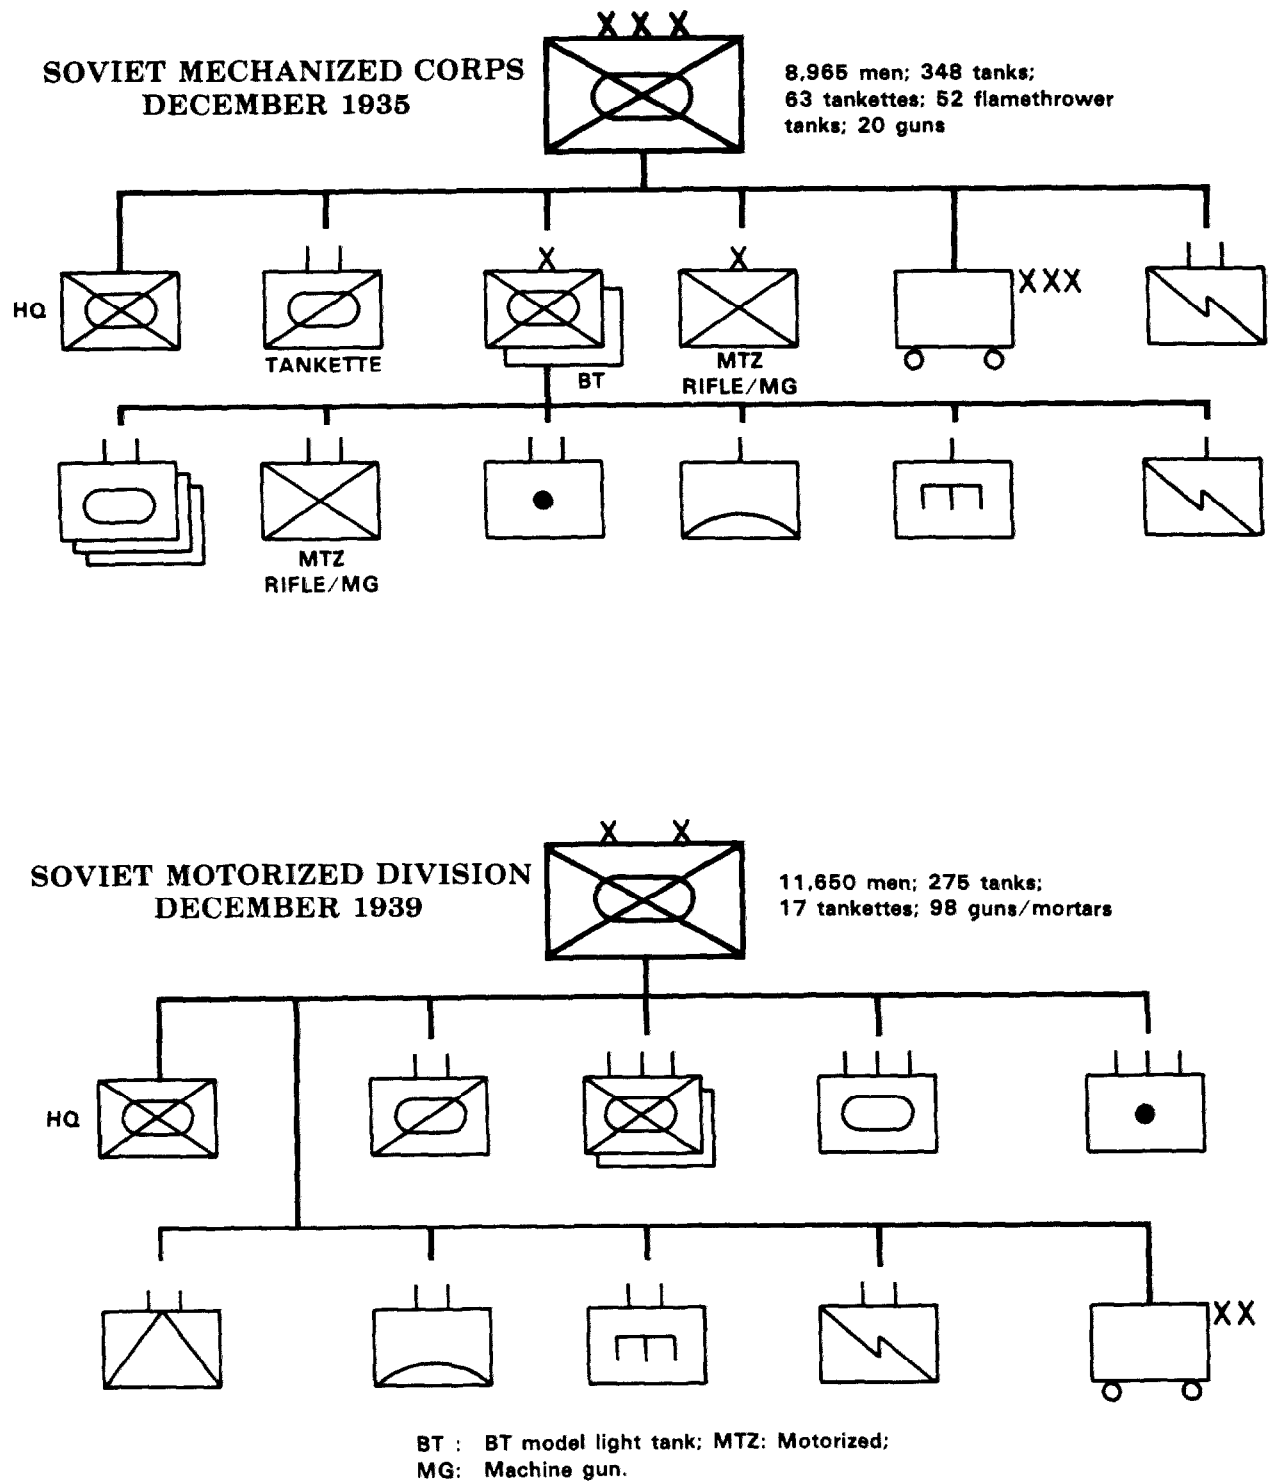 X X X
SOVIET MECHANIZED CORPS
DECEMBER 1935
8,965 men; 348 tanks;
63 tankettes; 52 flamethrower
tanks; 20 guns
X
X
XXX
HQ
TANKETTE
BT
MTZ
RIFLE/MG
MTZ
RIFLE/MG
X X
SOVIET MOTORIZED DIVISION
DECEMBER 1939
11,650 men; 275 tanks;
17 tankettes; 98 guns/mortars
HQ
XX
BT : BT model light tank; MTZ: Motorized;
MG: Machine gun.